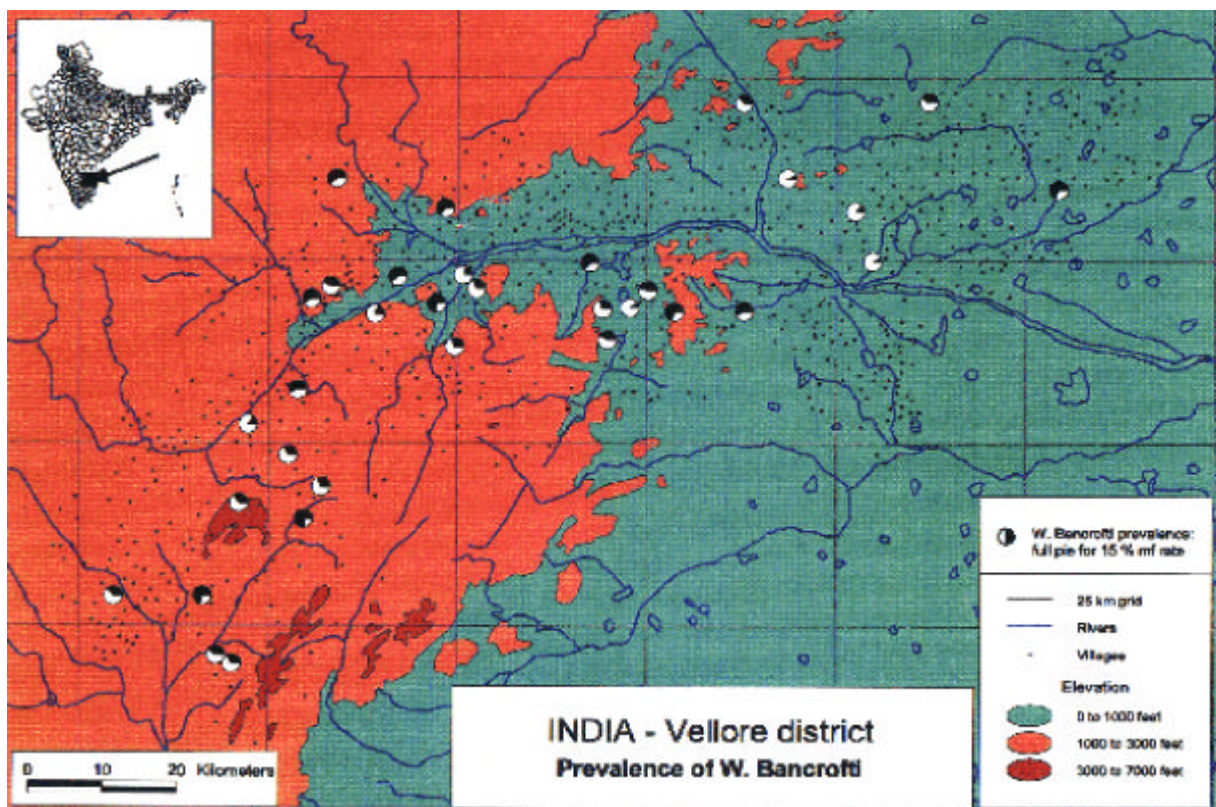 W. Bancrofti prevalence:
full pie for 15 % mf rate
25 km grid
Rivers
Villages
Elevation
0 to 1000 feet
1000 to 3000 feet
3000 to 7000 feet
INDIA - Vellore district
Prevalence of W. Bancrofti
0 10 20 Kilometers